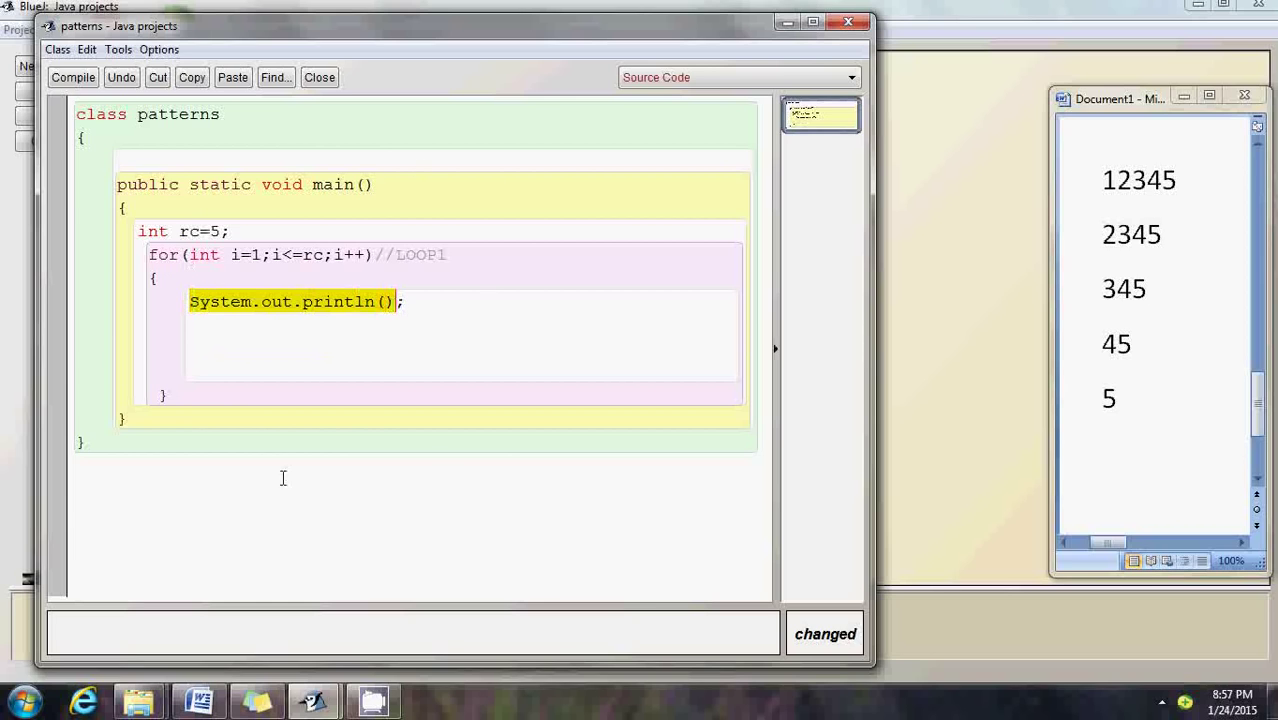 BlueJ: Java projects
patterns - Java projects
Projec
Class Edit Tools Options
Ne
Compile Undo Cut Copy Paste Find... Close
Source Code
class patterns
{
public static void main()
{
int rc=5;
for(int i=1;i<=rc;i++)//LOOP1
{
System.out.println();
}
}
}
changed
Document1 - Mi...
12345
2345
345
45
5
100%
8:57 PM
1/24/2015